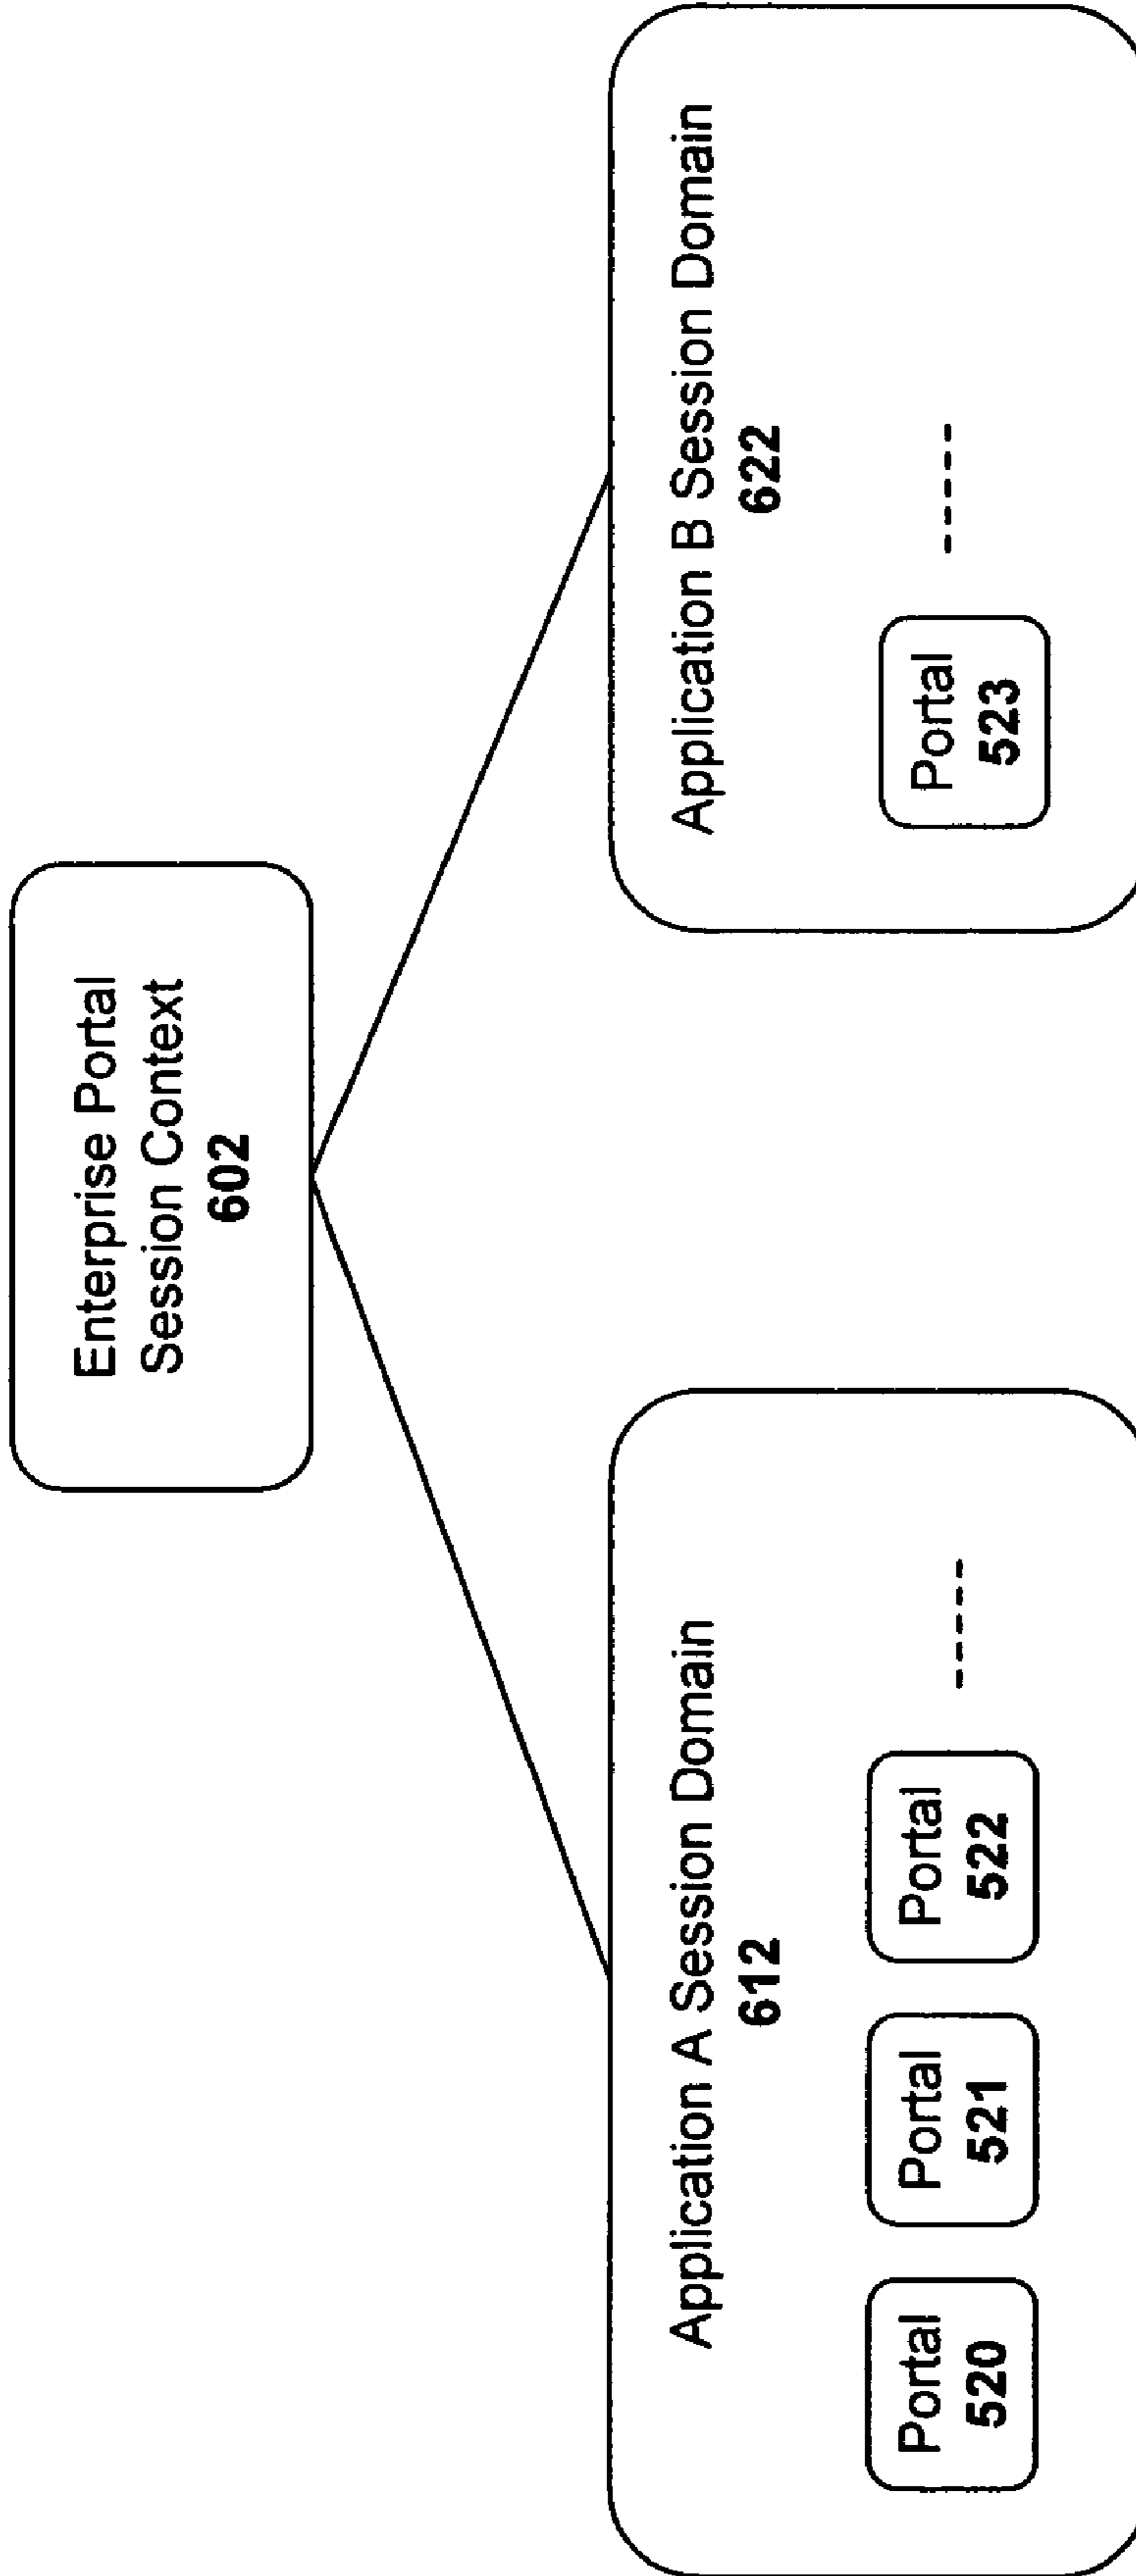 Enterprise Portal
Session Context
602
Application A Session Domain
612
Portal
520
Portal
521
Portal
522
Application B Session Domain
622
Portal
523